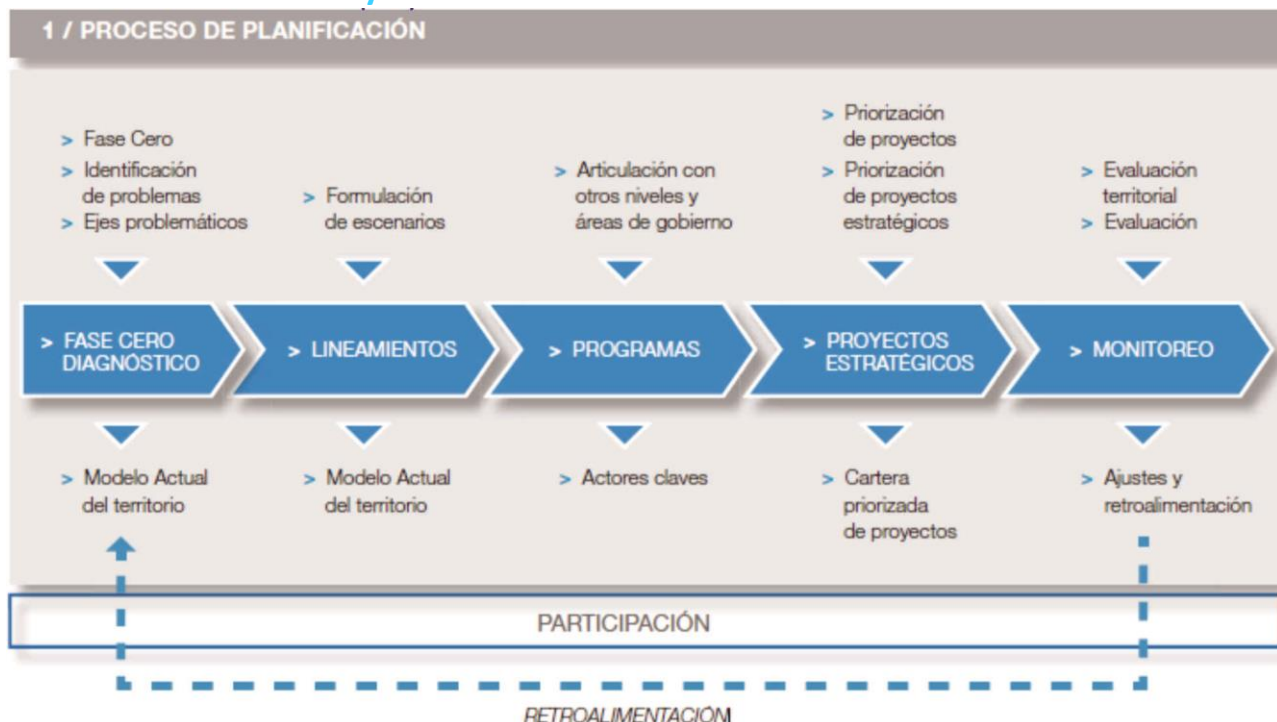 1 / PROCESO DE PLANIFICACIÓN
> Fase Cero
> Identificación
de problemas
> Ejes problemáticos
> Formulación
de escenarios
> Articulación con
otros niveles y
áreas de gobierno
> Priorización
de proyectos
> Priorización
de proyectos
estratégicos
> Evaluación
territorial
> Evaluación
> FASE CERO
DIAGNÓSTICO
> LINEAMIENTOS
> PROGRAMAS
> PROYECTOS
ESTRATÉGICOS
> MONITOREO
> Modelo Actual
del territorio
> Modelo Actual
del territorio
> Actores claves
> Cartera
priorizada
de proyectos
> Ajustes y
retroalimentación
PARTICIPACIÓN
RETROALIMENTACIÓN